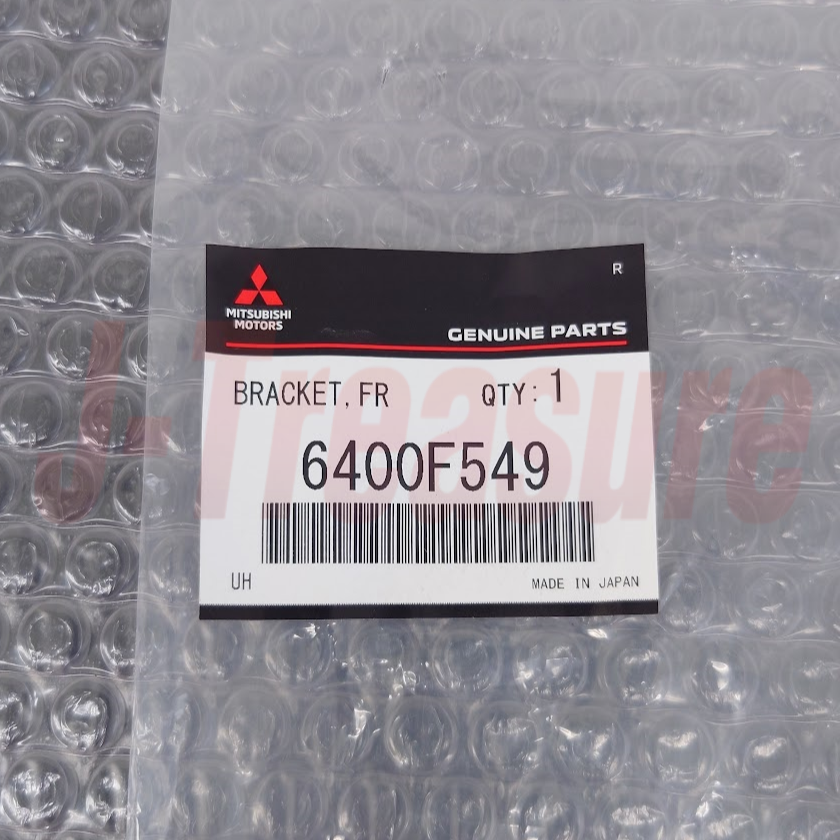 R
MITSUBISHI
MOTORS
GENUINE PARTS
BRACKET, FR QTY: 1
6400F549
UH MADE IN JAPAN
J-Treasure